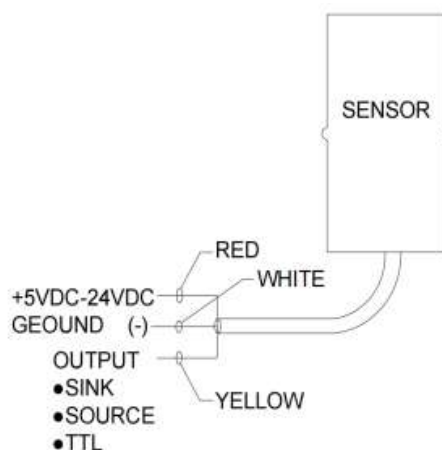 SENSOR
RED
WHITE
+5VDC-24VDC
GEOUND (-)
OUTPUT
●SINK
YELLOW
●SOURCE
●TTL